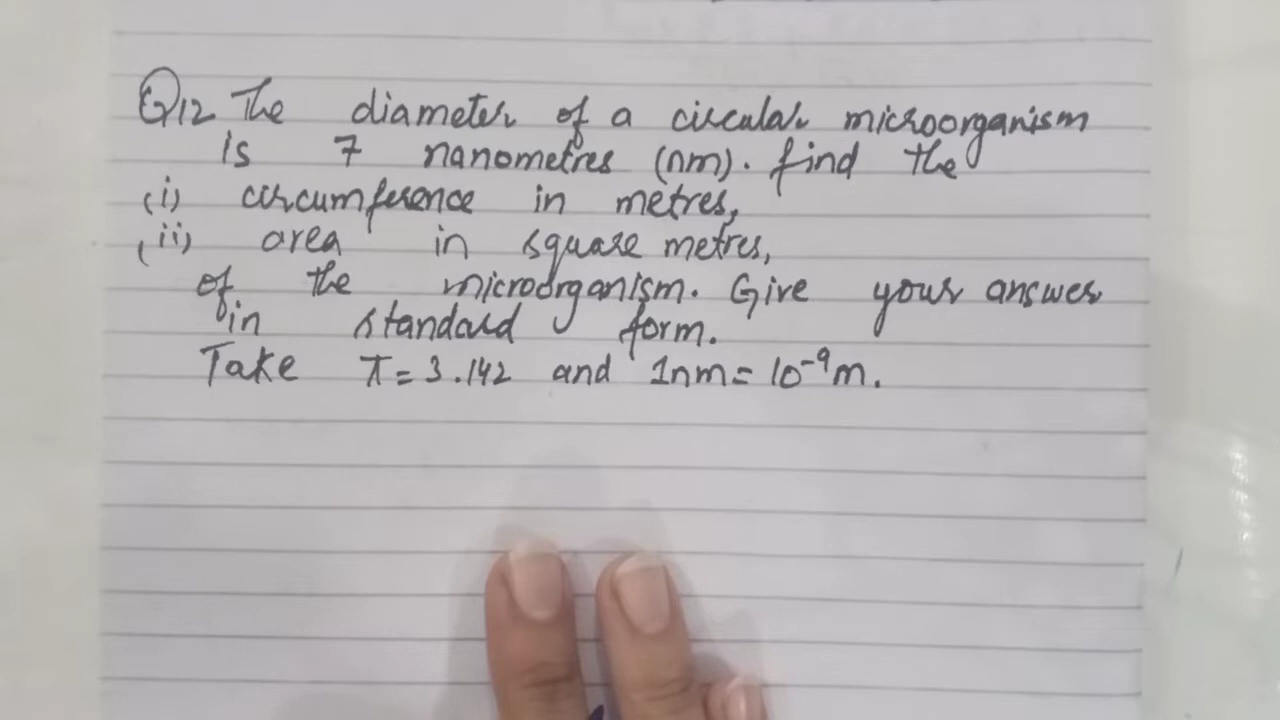 Q12 The diameter of a circular microorganism
is 7 nanometres (nm). find the
(i) circumference in metres,
(ii) area in square metres,
of the microorganism. Give your answer
in standard form.
Take π = 3.142 and 1nm = 10⁻⁹m.